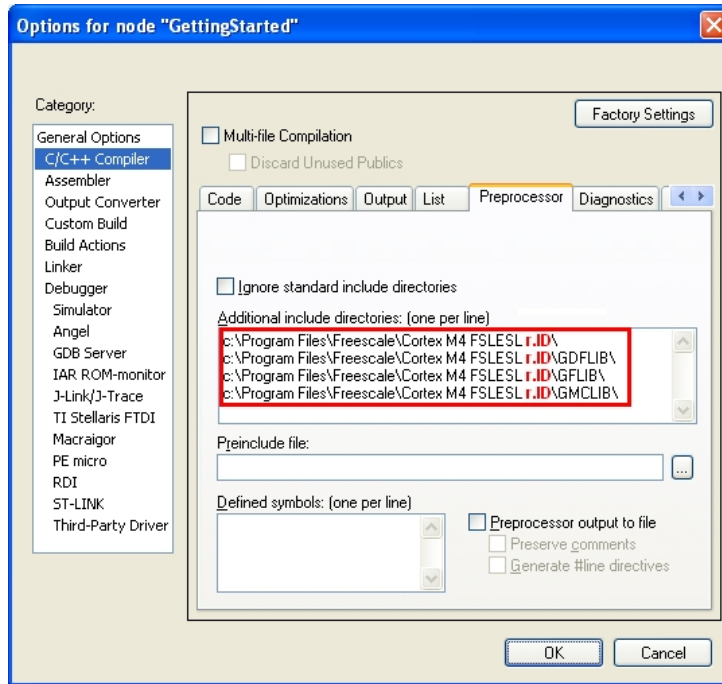 Options for node "GettingStarted"
Category:
General Options
C/C++ Compiler
Assembler
Output Converter
Custom Build
Build Actions
Linker
Debugger
Simulator
Angel
GDB Server
IAR ROM-monitor
J-Link/J-Trace
TI Stellaris FTDI
Macraigor
PE micro
RDI
ST-LINK
Third-Party Driver
Factory Settings
Multi-file Compilation
Discard Unused Publics
Code Optimizations Output List Preprocessor Diagnostics
Ignore standard include directories
Additional include directories: (one per line)
c:\Program Files\Freescale\Cortex M4 FSLESL r.ID\
c:\Program Files\Freescale\Cortex M4 FSLESL r.ID\GDFLIB\
c:\Program Files\Freescale\Cortex M4 FSLESL r.ID\GFLIB\
c:\Program Files\Freescale\Cortex M4 FSLESL r.ID\GMCLIB\
Preinclude file:
...
Defined symbols: (one per line)
Preprocessor output to file
Preserve comments
Generate #line directives
OK Cancel